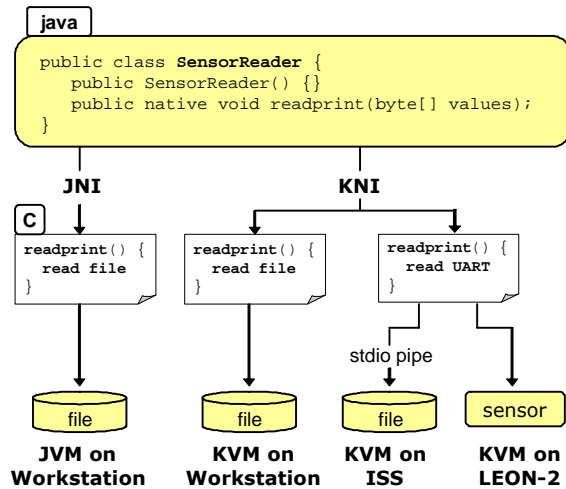 java
public class SensorReader {
public SensorReader() {}
public native void readprint(byte[] values);
}
JNI
KNI
C
readprint() {
read file
}
readprint() {
read file
}
readprint() {
read UART
}
stdio pipe
file
file
file
sensor
JVM on
Workstation
KVM on
Workstation
KVM on
ISS
KVM on
LEON-2